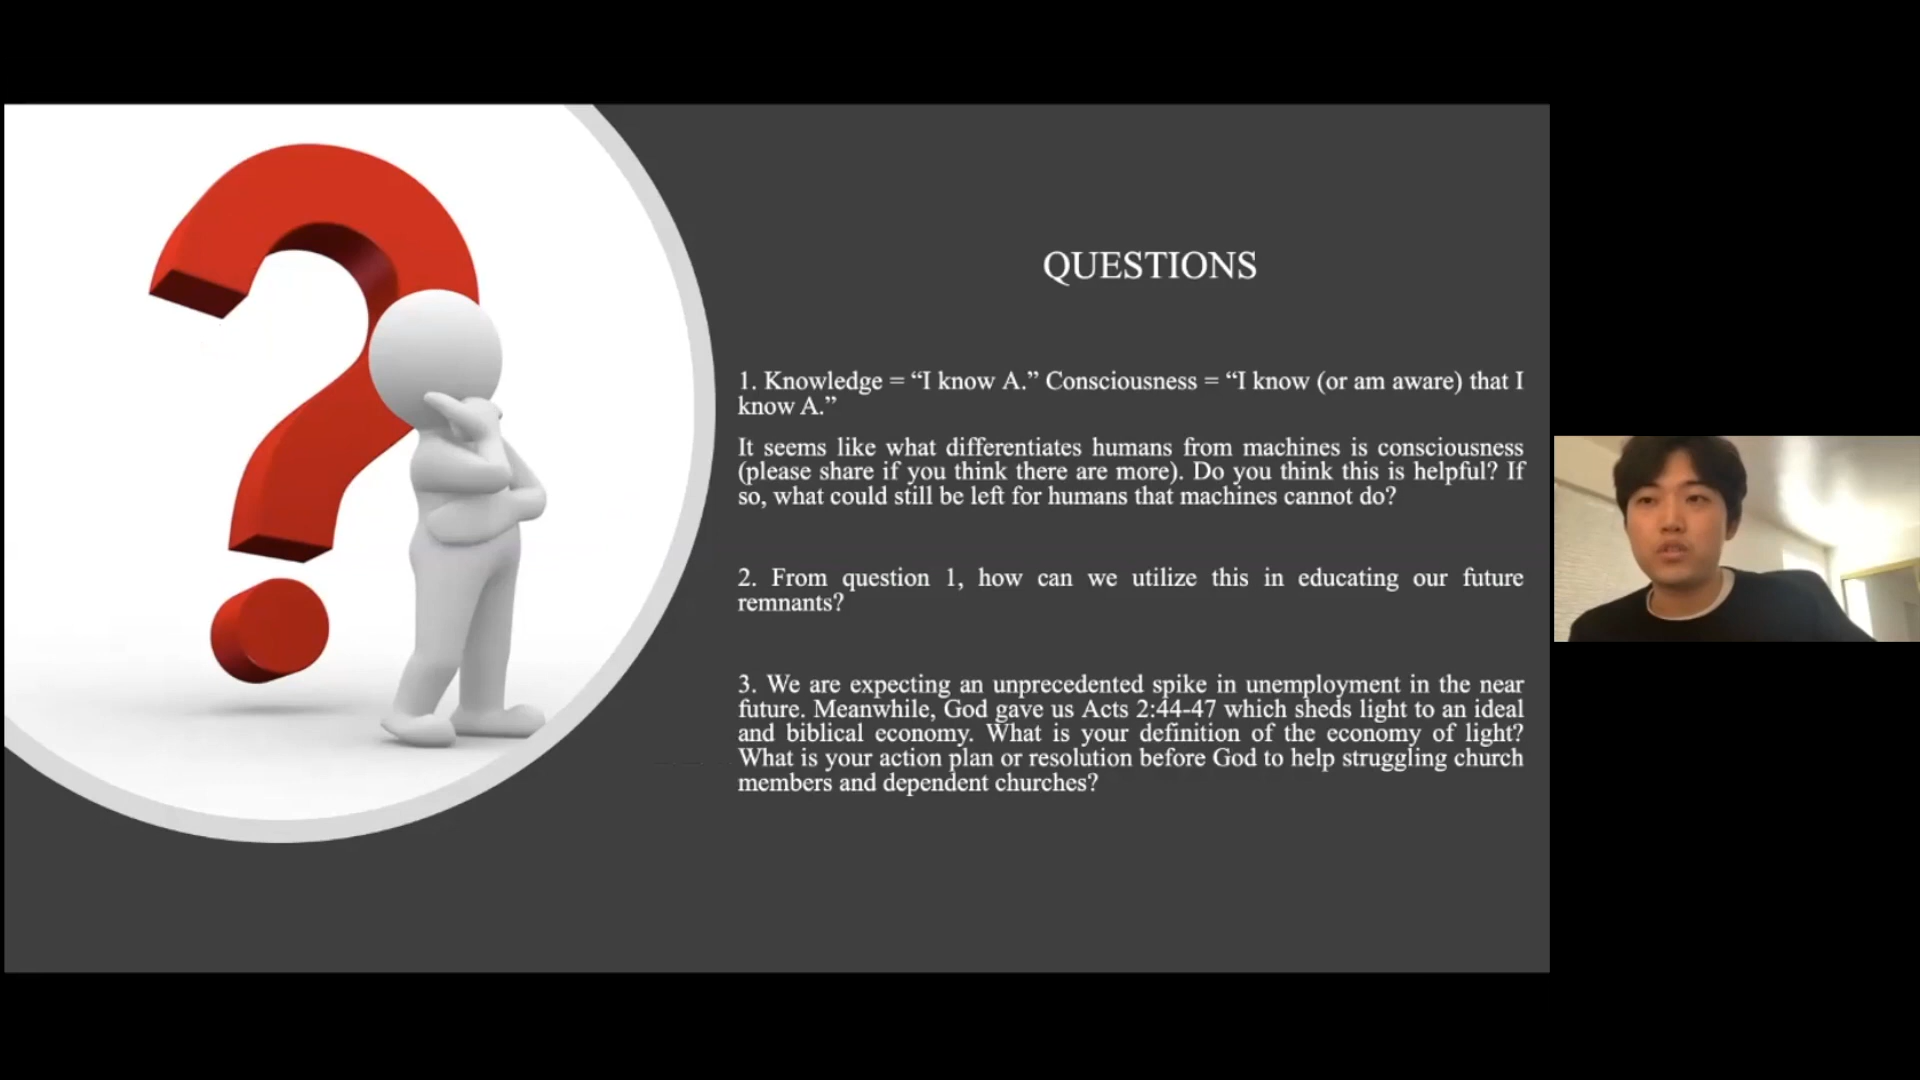 QUESTIONS
1. Knowledge = “I know A.” Consciousness = “I know (or am aware) that I
know A.”
It seems like what differentiates humans from machines is consciousness
(please share if you think there are more). Do you think this is helpful? If
so, what could still be left for humans that machines cannot do?
2. From question 1, how can we utilize this in educating our future
remnants?
3. We are expecting an unprecedented spike in unemployment in the near
future. Meanwhile, God gave us Acts 2:44-47 which sheds light to an ideal
and biblical economy. What is your definition of the economy of light?
What is your action plan or resolution before God to help struggling church
members and dependent churches?